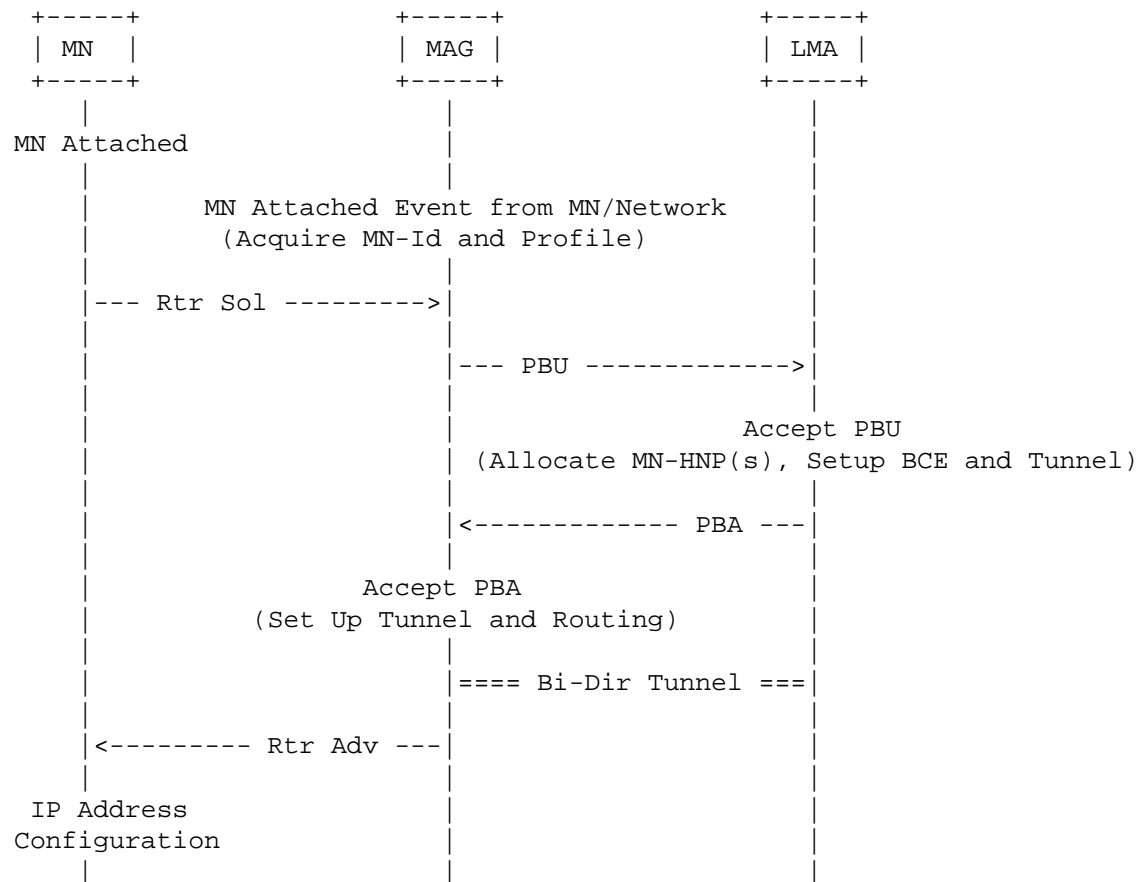 +-----+                +-----+                +-----+
| MN  |                | MAG |                | LMA |
+-----+                +-----+                +-----+
   |                      |                      |
MN Attached               |                      |
   |                      |                      |
   |       MN Attached Event from MN/Network     |
   |        (Acquire MN-Id and Profile)          |
   |                      |                      |
   |--- Rtr Sol --------->|                      |
   |                      |                      |
   |                      |--- PBU ------------->|
   |                      |                      |
   |                      |                  Accept PBU
   |                      | (Allocate MN-HNP(s), Setup BCE and Tunnel)
   |                      |                      |
   |                      |<------------- PBA ---|
   |                      |                      |
   |                 Accept PBA                  |
   |          (Set Up Tunnel and Routing)        |
   |                      |                      |
   |                      |==== Bi-Dir Tunnel ===|
   |                      |                      |
   |<--------- Rtr Adv ---|                      |
   |                      |                      |
 IP Address               |                      |
Configuration             |                      |
   |                      |                      |